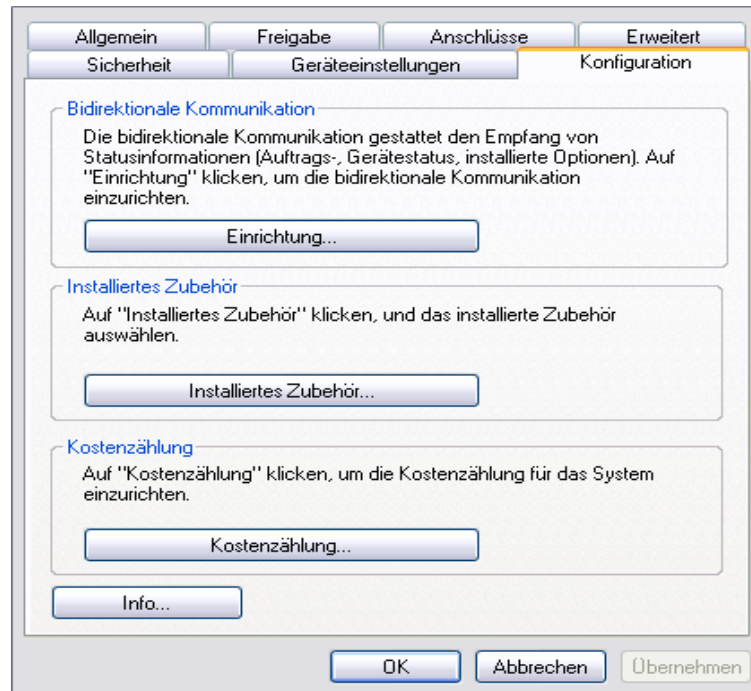 Allgemein
Freigabe
Anschlüsse
Erweitert
Sicherheit
Geräteeinstellungen
Konfiguration
Bidirektionale Kommunikation
Die bidirektionale Kommunikation gestattet den Empfang von
Statusinformationen (Auftrags-, Gerätestatus, installierte Optionen). Auf
"Einrichtung" klicken, um die bidirektionale Kommunikation
einzurichten.
Einrichtung...
Installiertes Zubehör
Auf "Installiertes Zubehör" klicken, und das installierte Zubehör
auswählen.
Installiertes Zubehör...
Kostenzählung
Auf "Kostenzählung" klicken, um die Kostenzählung für das System
einzurichten.
Kostenzählung...
Info...
OK
Abbrechen
Übernehmen